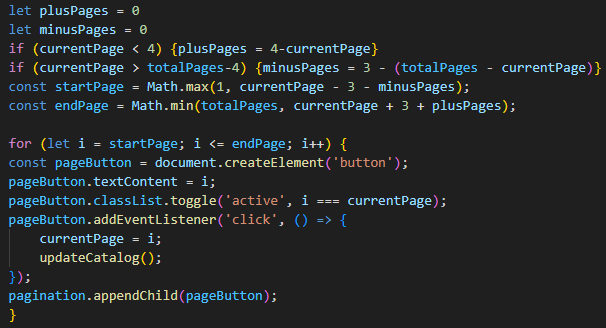 let plusPages = 0
let minusPages = 0
if (currentPage < 4) {plusPages = 4-currentPage}
if (currentPage > totalPages-4) {minusPages = 3 - (totalPages - currentPage)}
const startPage = Math.max(1, currentPage - 3 - minusPages);
const endPage = Math.min(totalPages, currentPage + 3 + plusPages);

for (let i = startPage; i <= endPage; i++) {
const pageButton = document.createElement('button');
pageButton.textContent = i;
pageButton.classList.toggle('active', i === currentPage);
pageButton.addEventListener('click', () => {
    currentPage = i;
    updateCatalog();
});
pagination.appendChild(pageButton);
}